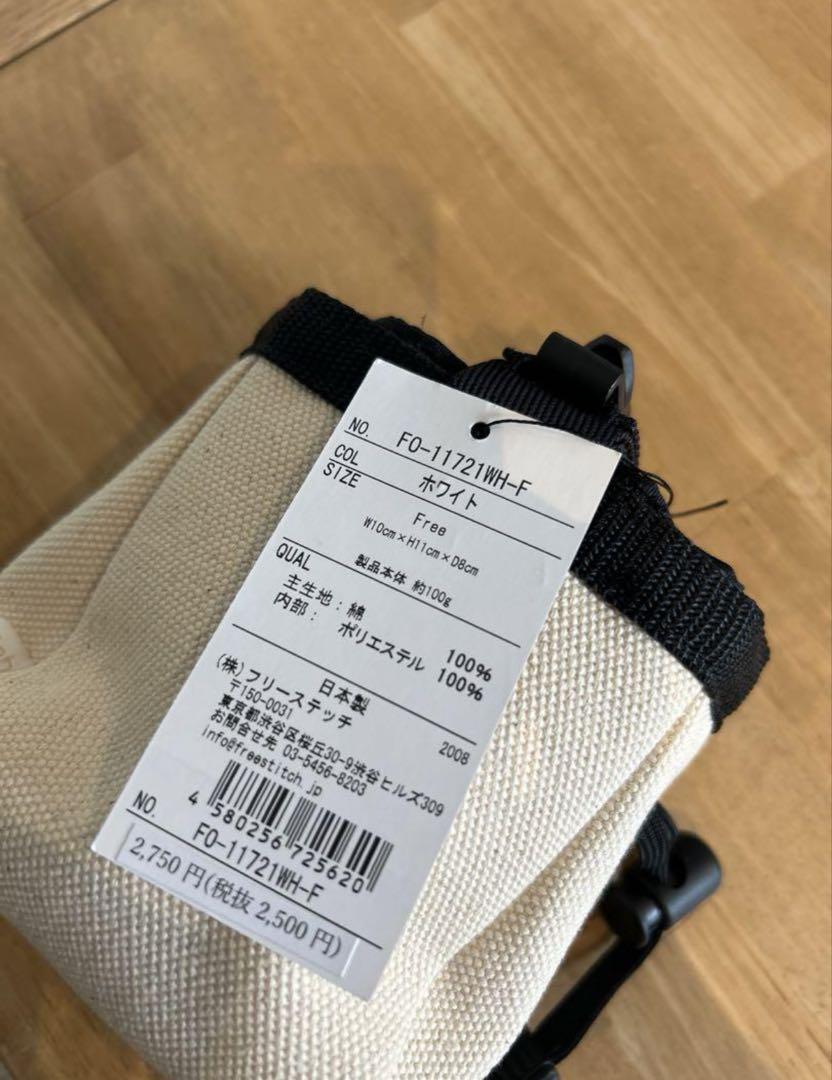 NO. FO-11721WH-F
COL ホワイト
SIZE Free
W10cm×H11cm×D8cm
製品本体 約100g
QUAL
主生地：綿 100%
内部：ポリエステル 100%
日本製
(株)フリーステッチ 2008
〒150-0031
東京都渋谷区桜丘30-9渋谷ヒルズ309
お問合せ先 03-5456-8203
info@freestitch.jp
4 580256 725620
NO. FO-11721WH-F
2,750円(税抜2,500円)